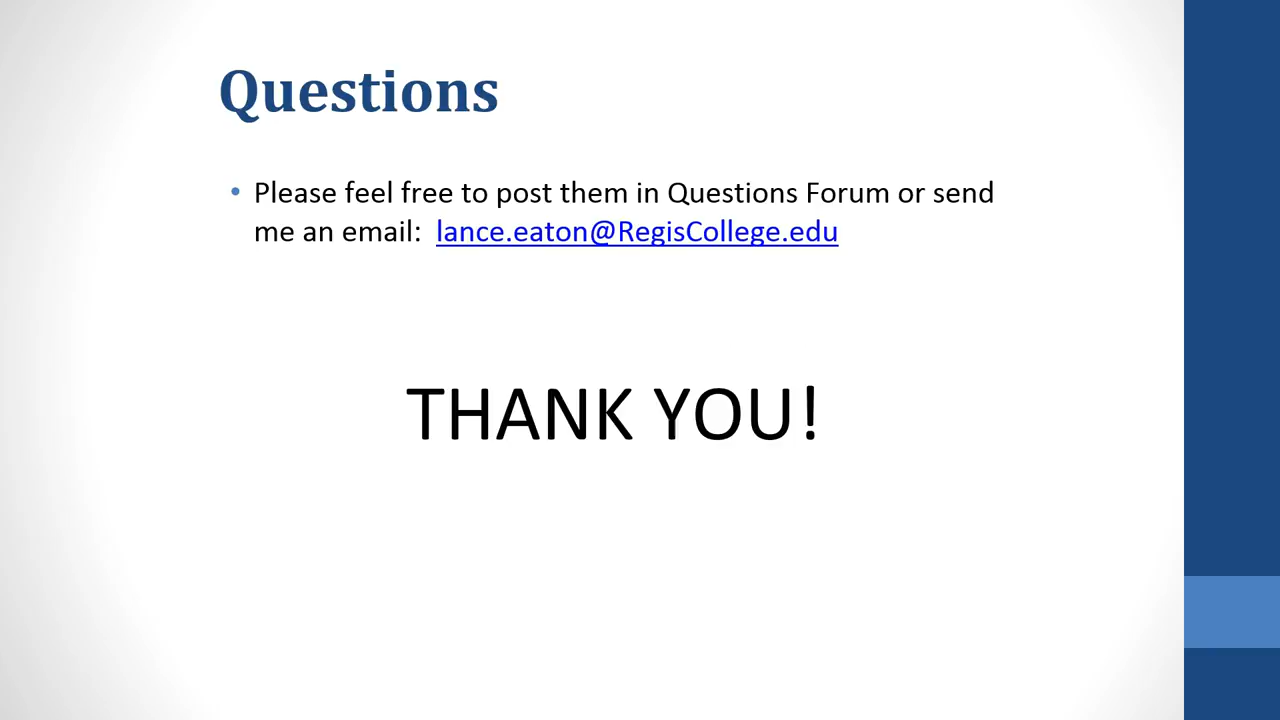 Questions
• Please feel free to post them in Questions Forum or send
me an email: lance.eaton@RegisCollege.edu
THANK YOU!